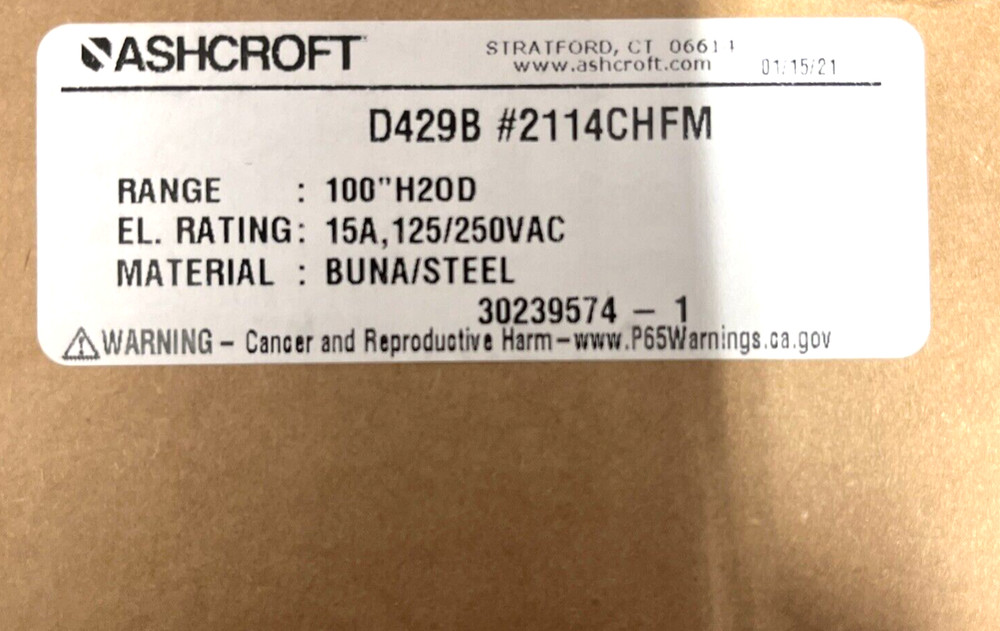 ASHCROFT
STRATFORD, CT 06611
www.ashcroft.com 01/15/21
D429B #2114CHFM
RANGE : 100"H2OD
EL. RATING: 15A,125/250VAC
MATERIAL : BUNA/STEEL
30239574 - 1
WARNING - Cancer and Reproductive Harm-www.P65Warnings.ca.gov